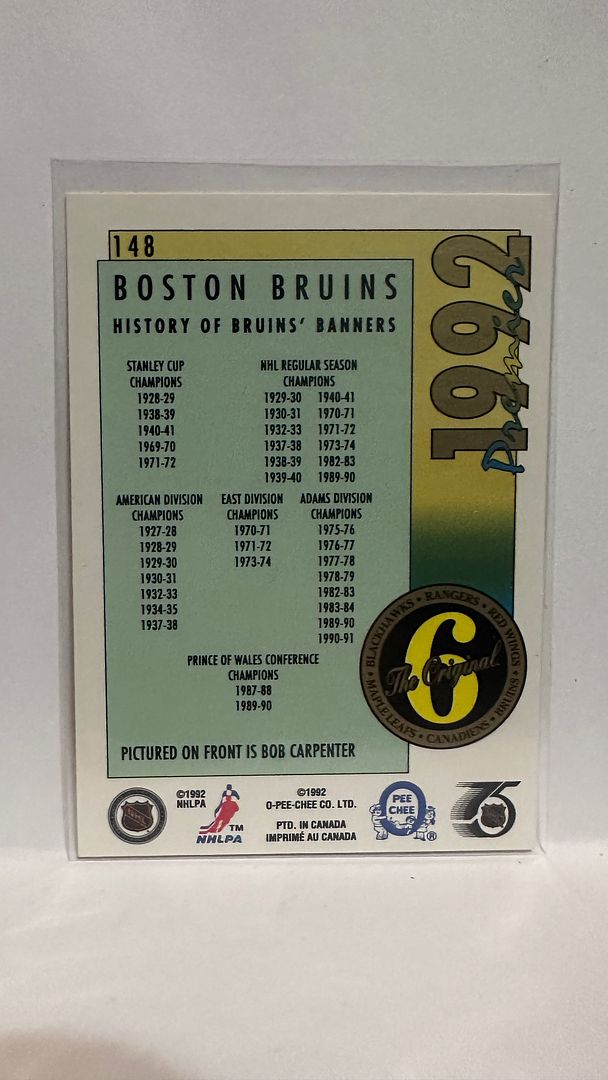 148
1992
Premier
BOSTON BRUINS
HISTORY OF BRUINS' BANNERS
STANLEY CUP
CHAMPIONS
1928-29
1938-39
1940-41
1969-70
1971-72
NHL REGULAR SEASON
CHAMPIONS
1929-30 1940-41
1930-31 1970-71
1932-33 1971-72
1937-38 1973-74
1938-39 1982-83
1939-40 1989-90
AMERICAN DIVISION
CHAMPIONS
1927-28
1928-29
1929-30
1930-31
1932-33
1934-35
1937-38
EAST DIVISION
CHAMPIONS
1970-71
1971-72
1973-74
ADAMS DIVISION
CHAMPIONS
1975-76
1976-77
1977-78
1978-79
1982-83
1983-84
1989-90
1990-91
PRINCE OF WALES CONFERENCE
CHAMPIONS
1987-88
1989-90
BLACKHAWKS • RANGERS • RED WINGS • BRUINS • CANADIENS • MAPLE LEAFS •
The Original
6
PICTURED ON FRONT IS BOB CARPENTER
NHL
©1992
NHLPA
TM
NHLPA
©1992
O-PEE-CHEE CO. LTD.
PTD. IN CANADA
IMPRIMÉ AU CANADA
O
PEE
CHEE
®
75
NHL